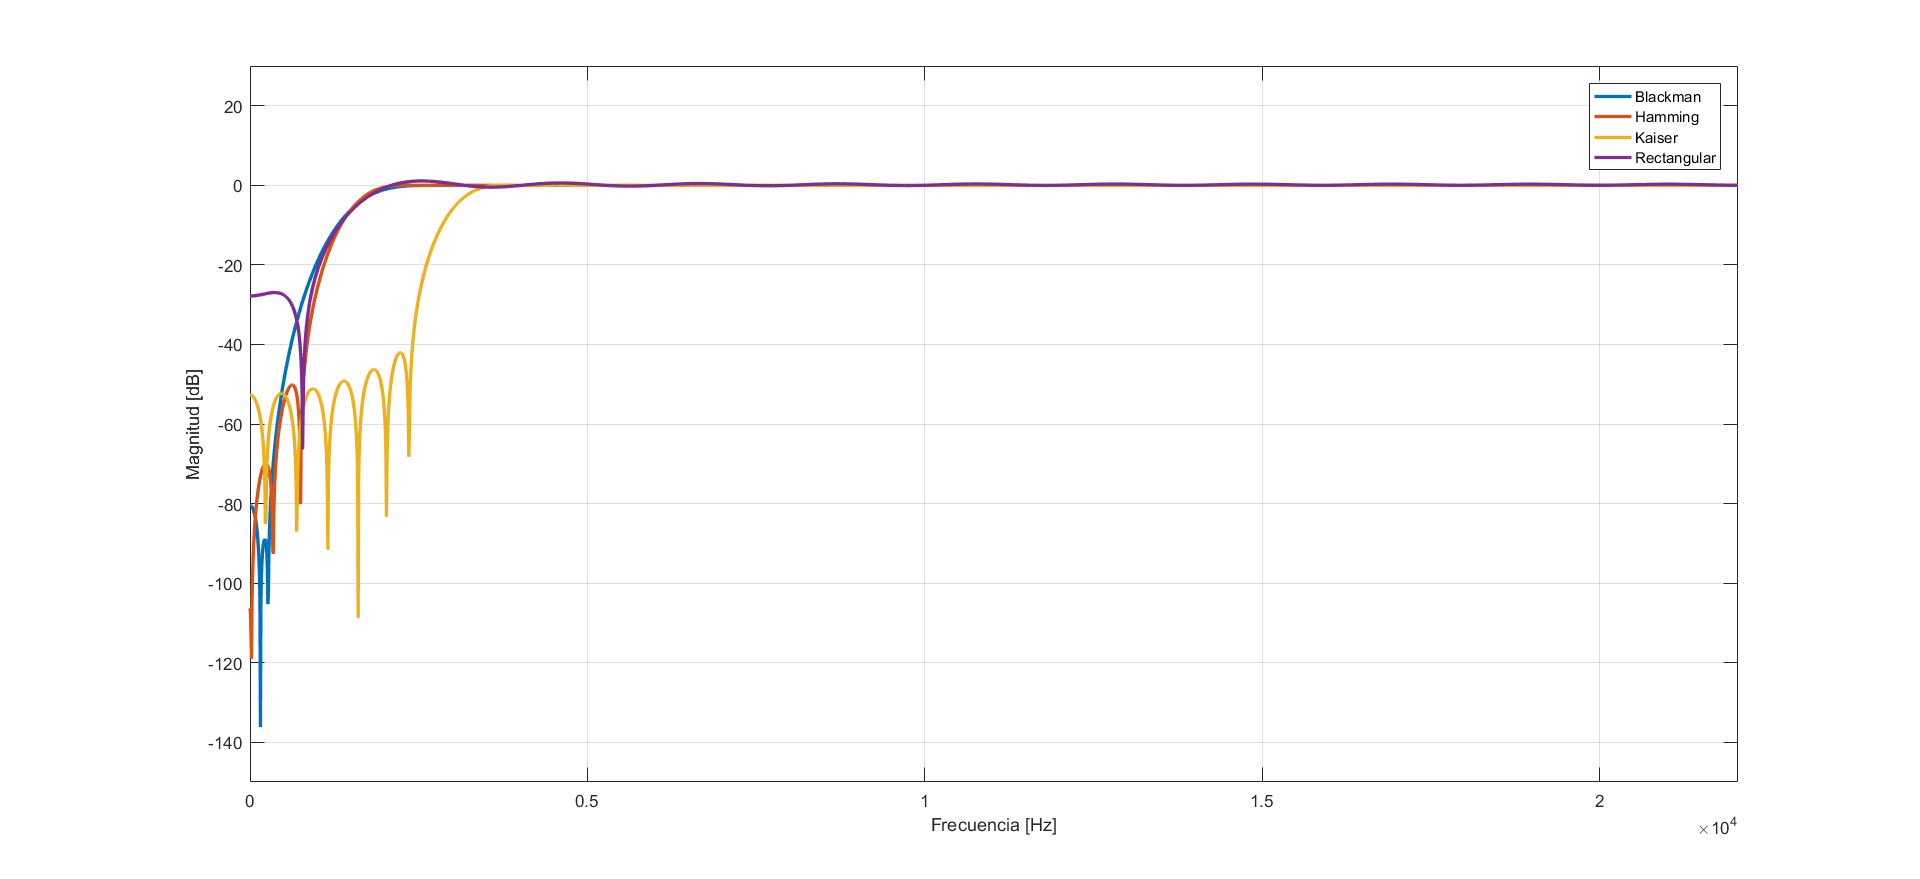 Blackman
Hamming
Kaiser
Rectangular
20
0
-20
-40
-60
-80
-100
-120
-140
Magnitud [dB]
0 0.5 1 1.5 2
Frecuencia [Hz]
×10⁴